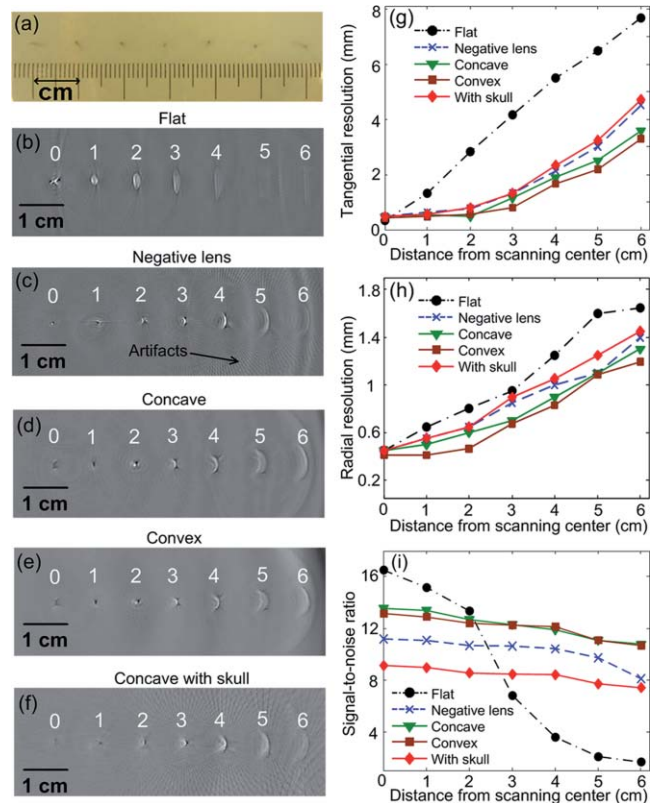 (a)
cm
Flat
(b)
0 1 2 3 4 5 6
1 cm
Negative lens
(c)
0 1 2 3 4 5 6
Artifacts
1 cm
Concave
(d)
0 1 2 3 4 5 6
1 cm
Convex
(e)
0 1 2 3 4 5 6
1 cm
Concave with skull
(f)
0 1 2 3 4 5 6
1 cm
(g)
Tangential resolution (mm)
8
6
4
2
0
Flat
Negative lens
Concave
Convex
With skull
0 1 2 3 4 5 6
Distance from scanning center (cm)
(h)
Radial resolution (mm)
1.8
1.4
1
0.6
0.2
Flat
Negative lens
Concave
Convex
With skull
0 1 2 3 4 5 6
Distance from scanning center (cm)
(i)
Signal-to-noise ratio
16
12
8
4
Flat
Negative lens
Concave
Convex
With skull
0 1 2 3 4 5 6
Distance from scanning center (cm)